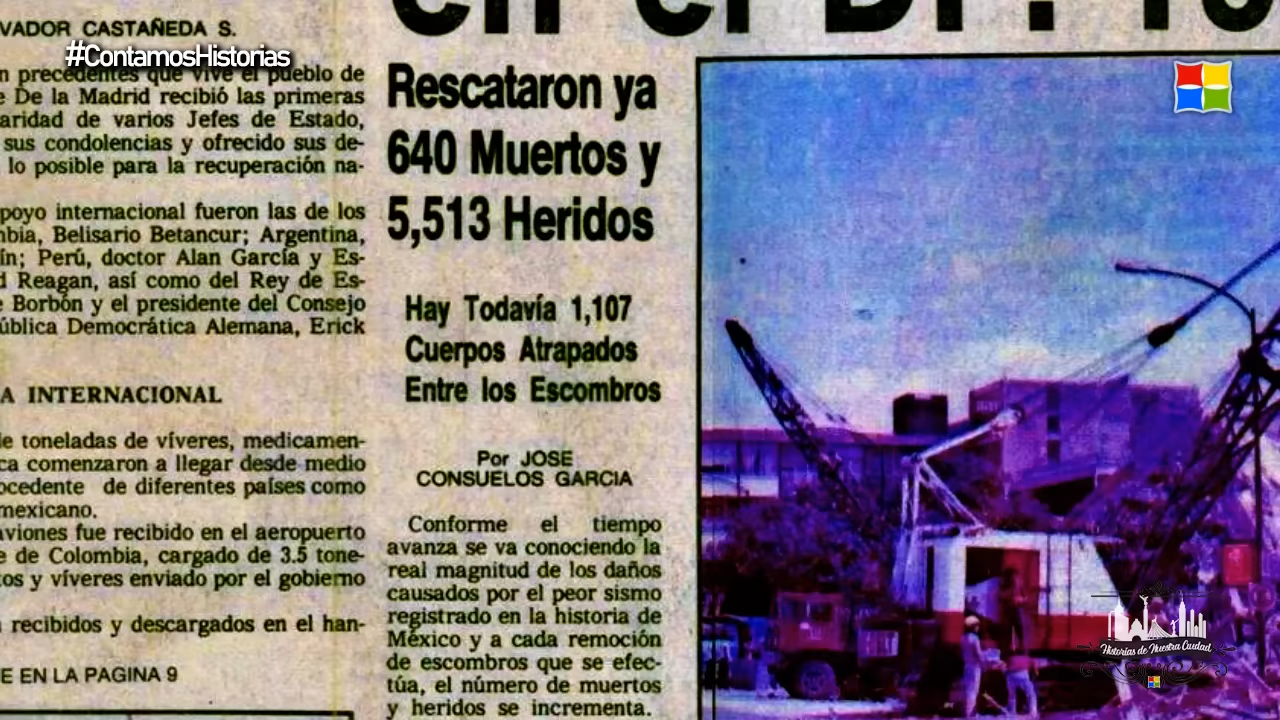 en el DF:
VADOR CASTAÑEDA S.
#ContamosHistorias
n precedentes que vive el pueblo de
e De la Madrid recibió las primeras
aridad de varios Jefes de Estado,
sus condolencias y ofrecido sus de-
lo posible para la recuperación na-
poyo internacional fueron las de los
nbia, Belisario Betancur; Argentina,
ín; Perú, doctor Alan García y Es-
d Reagan, así como del Rey de Es-
e Borbón y el presidente del Consejo
ública Democrática Alemana, Erick
A INTERNACIONAL
de toneladas de víveres, medicamen-
ca comenzaron a llegar desde medio
ocedente de diferentes países como
mexicano.
aviones fue recibido en el aeropuerto
e de Colombia, cargado de 3.5 tone-
os y víveres enviado por el gobierno
n recibidos y descargados en el han-
E EN LA PAGINA 9
Rescataron ya
640 Muertos y
5,513 Heridos
Hay Todavía 1,107
Cuerpos Atrapados
Entre los Escombros
Por JOSE
CONSUELOS GARCIA
Conforme el tiempo
avanza se va conociendo la
real magnitud de los daños
causados por el peor sismo
registrado en la historia de
México y a cada remoción
de escombros que se efec-
túa, el número de muertos
y heridos se incrementa.
Historias de Nuestra Ciudad